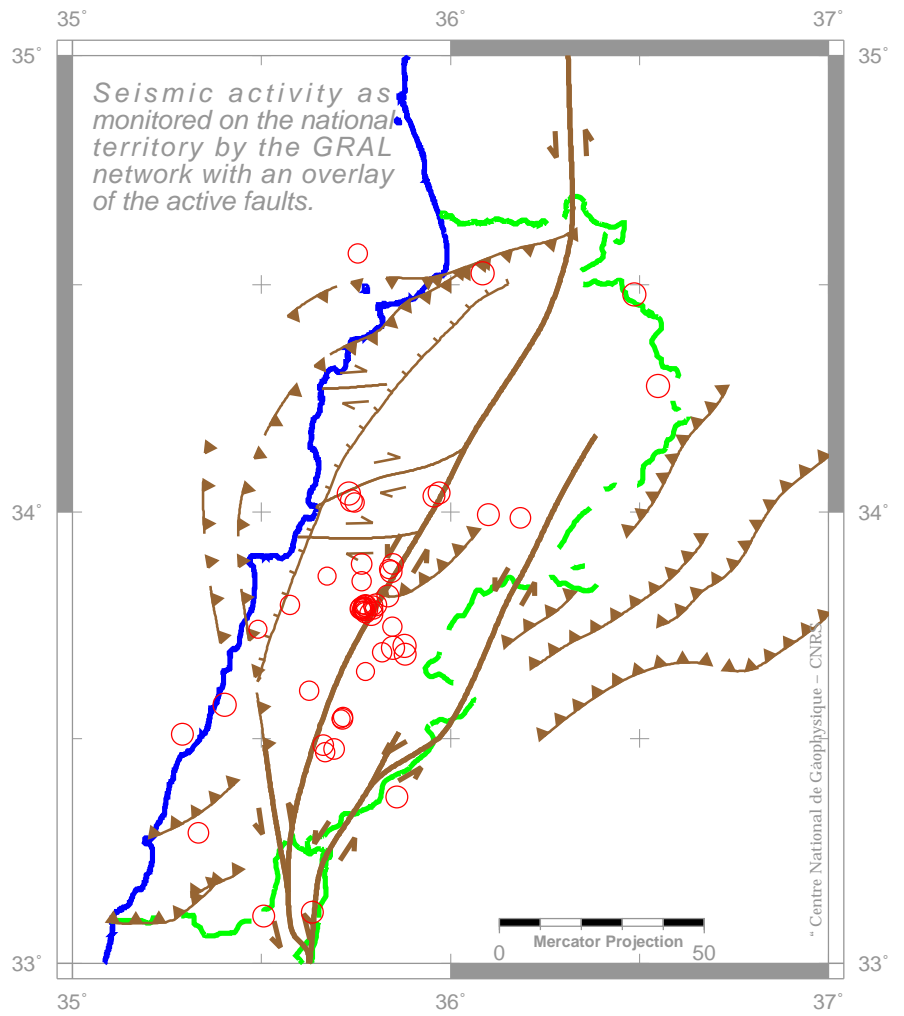 35°
36°
37°
35°
35°
Seismic activity as
monitored on the national
territory by the GRAL
network with an overlay
of the active faults.
34°
34°
" Centre National de Géophysique – CNRS
Mercator Projection
0
50
33°
33°
35°
36°
37°